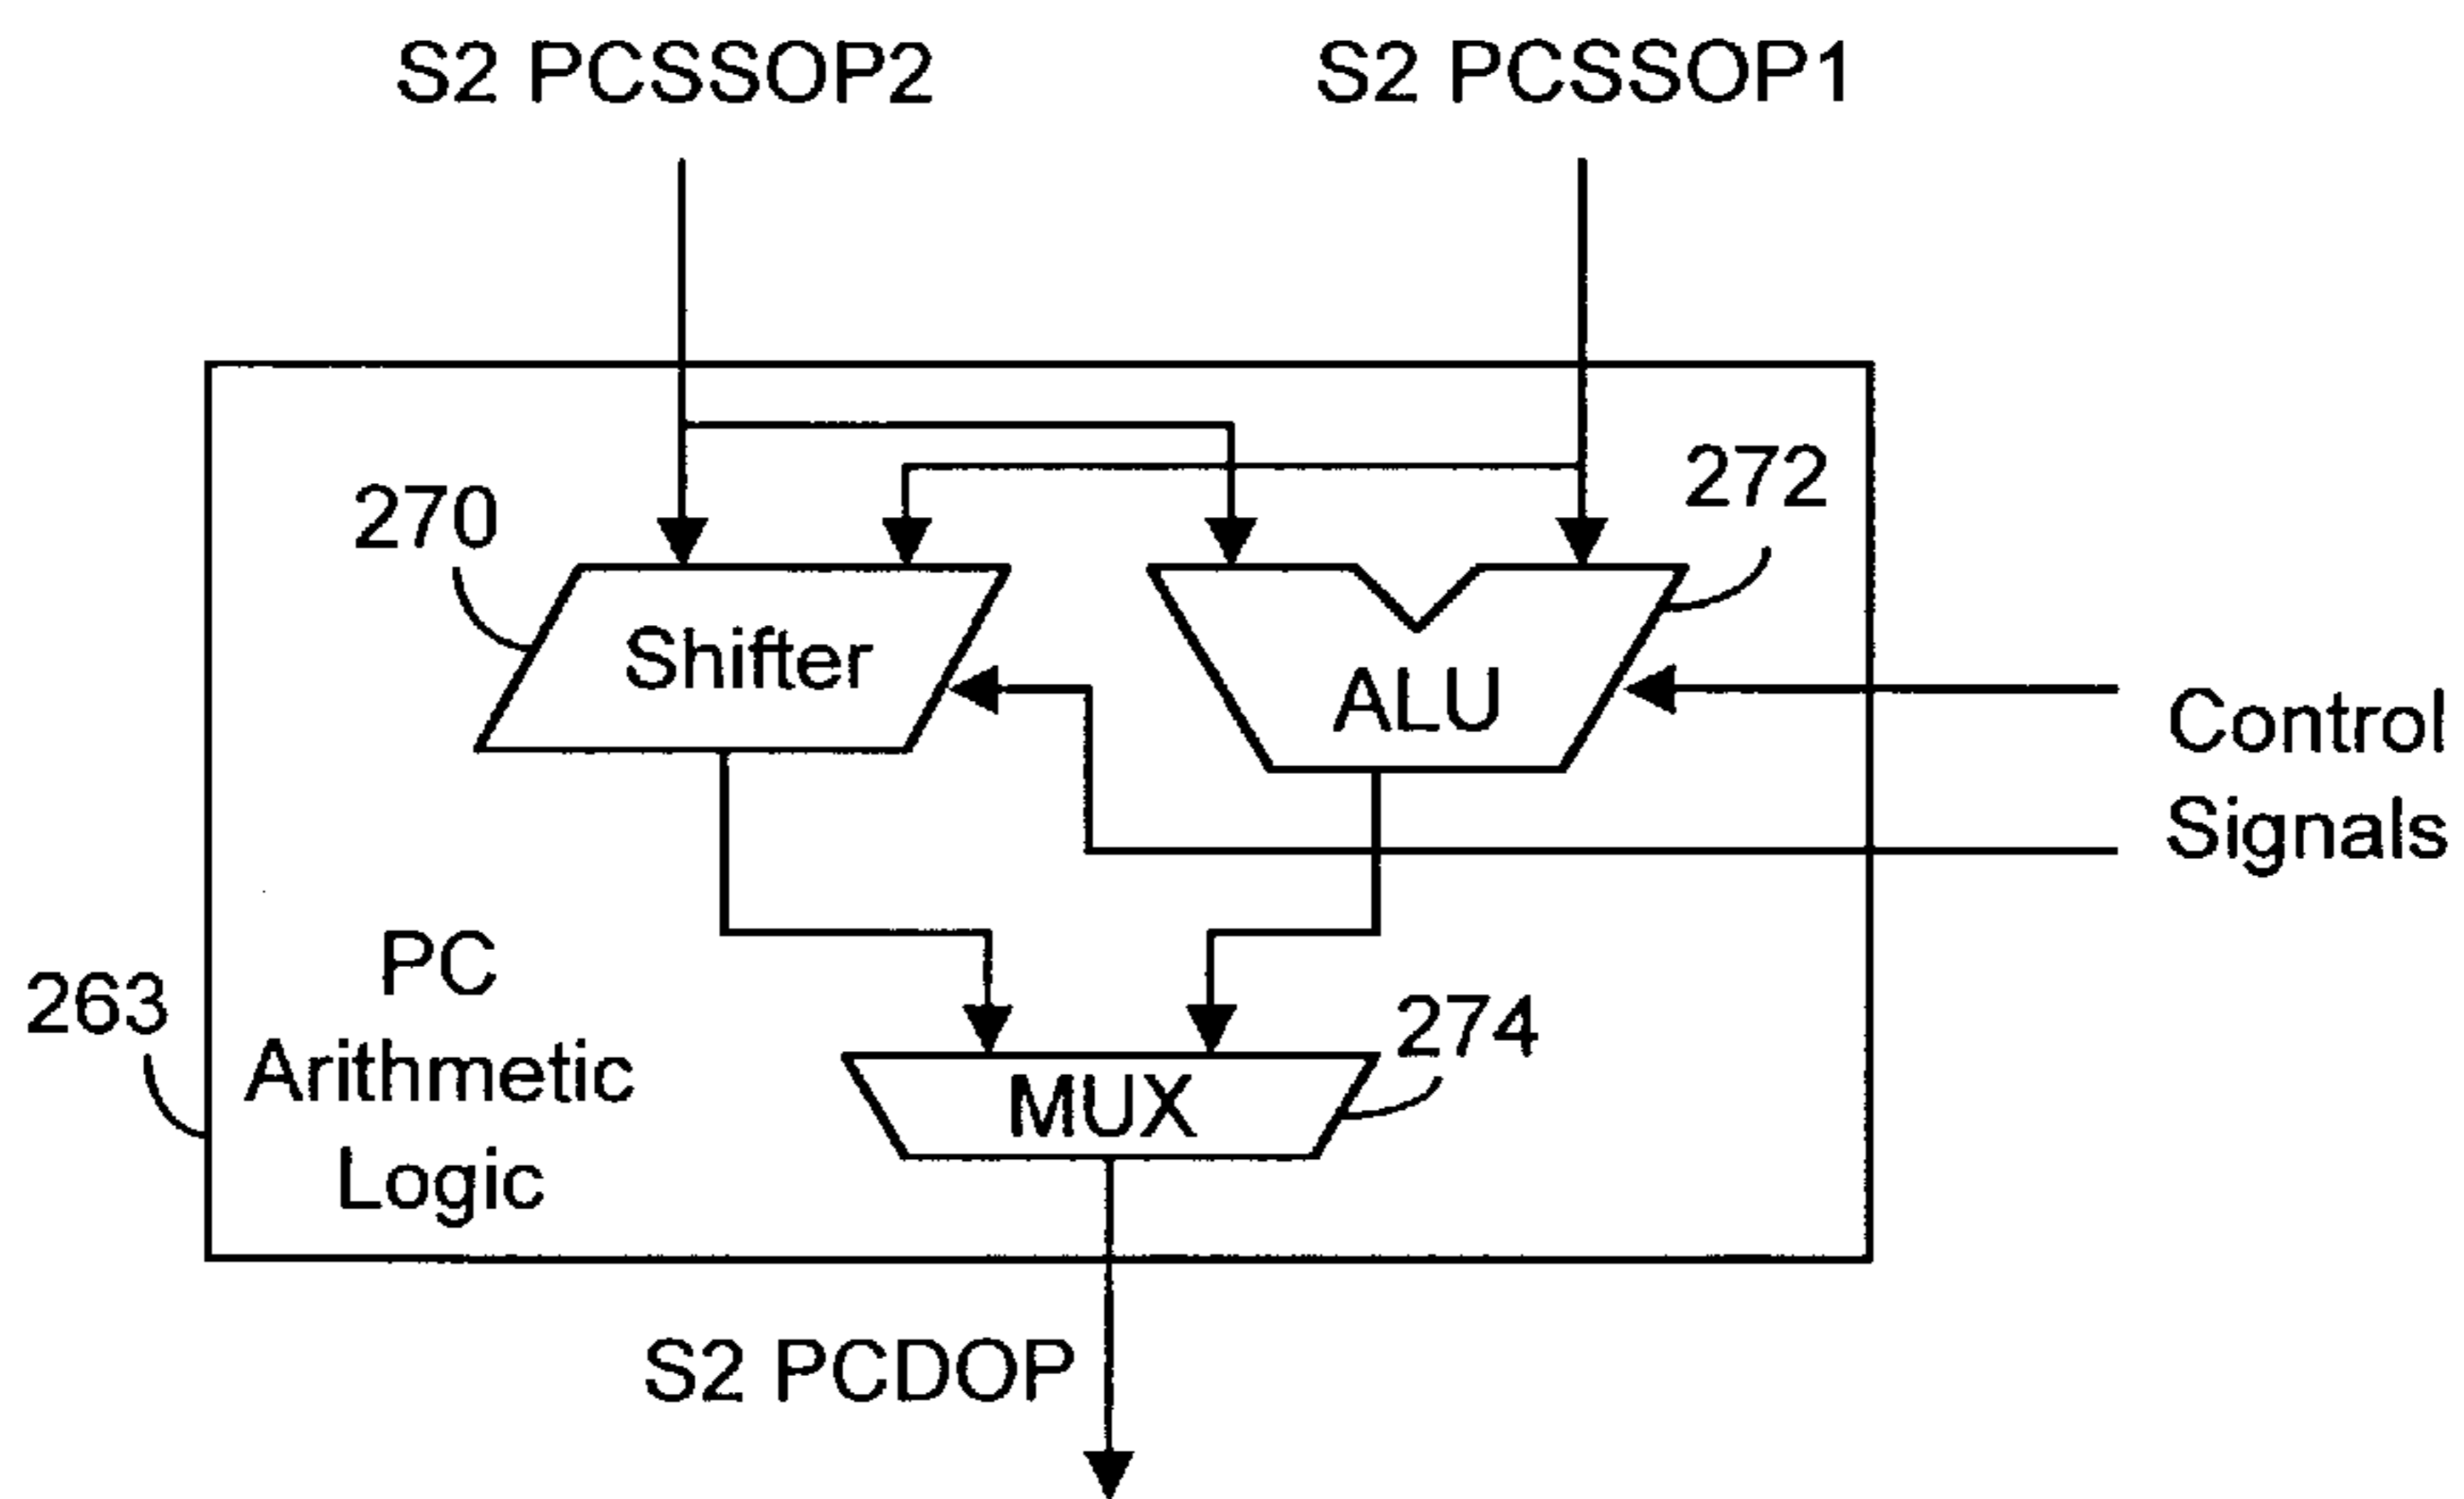 S2 PCSSOP2
S2 PCSSOP1
272
270
Shifter
ALU
Control
Signals
PC
Arithmetic
Logic
263
274
MUX
S2 PCDOP